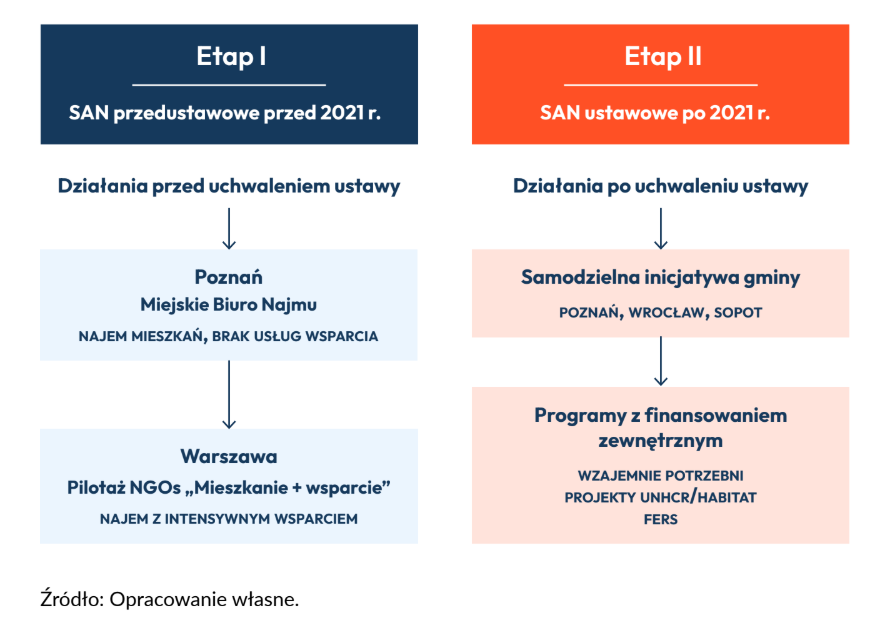 Etap I
SAN przedustawowe przed 2021 r.
Działania przed uchwaleniem ustawy
Poznań
Miejskie Biuro Najmu
NAJEM MIESZKAŃ, BRAK USŁUG WSPARCIA
Warszawa
Pilotaż NGOs „Mieszkanie + wsparcie”
NAJEM Z INTENSYWNYM WSPARCIEM
Etap II
SAN ustawowe po 2021 r.
Działania po uchwaleniu ustawy
Samodzielna inicjatywa gminy
POZNAŃ, WROCŁAW, SOPOT
Programy z finansowaniem
zewnętrznym
WZAJEMNIE POTRZEBNI
PROJEKTY UNHCR/HABITAT
FERS
Źródło: Opracowanie własne.